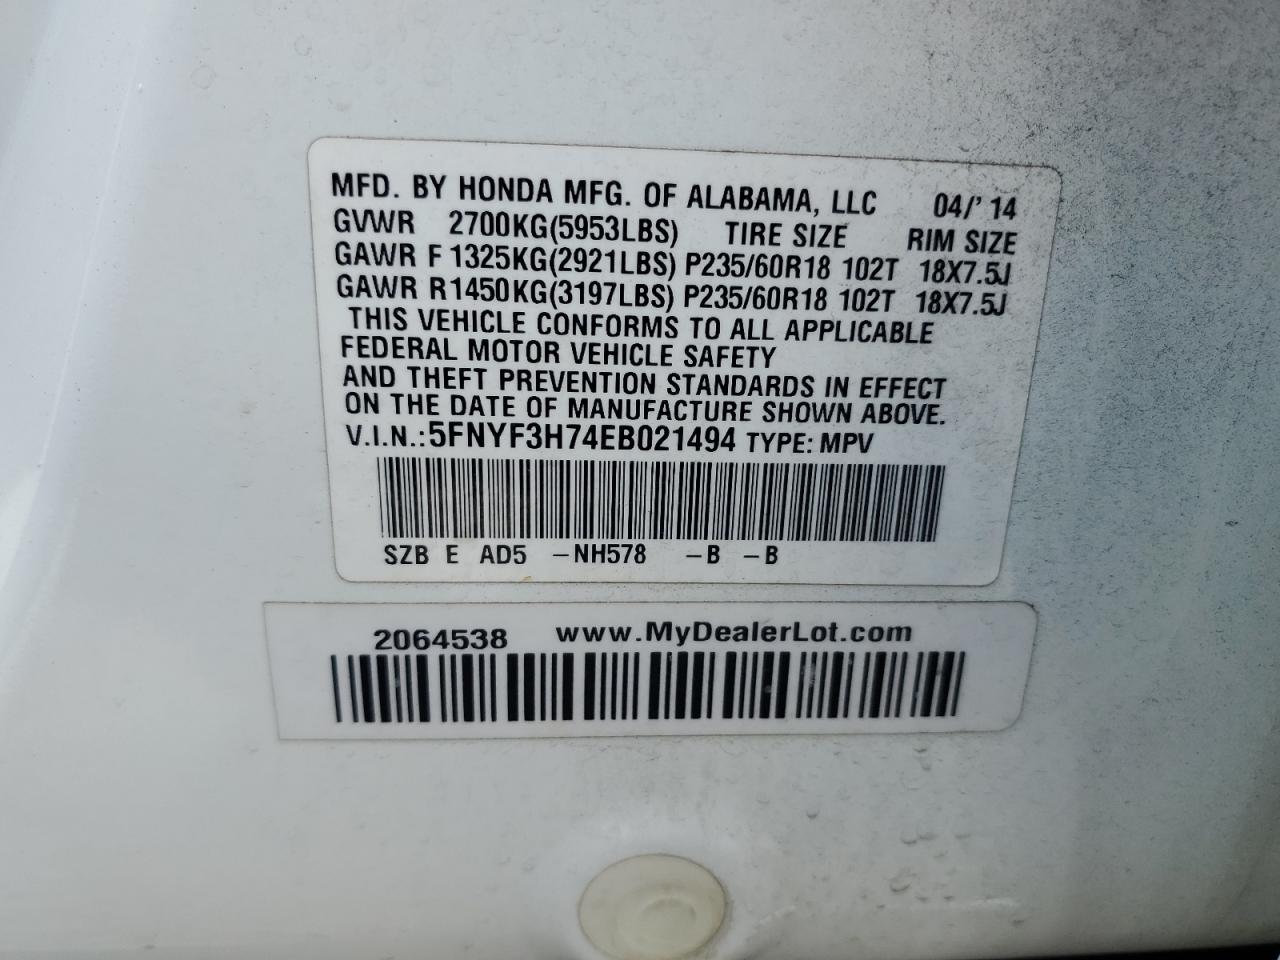 MFD. BY HONDA MFG. OF ALABAMA, LLC 04/'14
GVWR 2700KG(5953LBS) TIRE SIZE RIM SIZE
GAWR F 1325KG(2921LBS) P235/60R18 102T 18X7.5J
GAWR R1450KG(3197LBS) P235/60R18 102T 18X7.5J
THIS VEHICLE CONFORMS TO ALL APPLICABLE
FEDERAL MOTOR VEHICLE SAFETY
AND THEFT PREVENTION STANDARDS IN EFFECT
ON THE DATE OF MANUFACTURE SHOWN ABOVE.
V.I.N.:5FNYF3H74EB021494 TYPE: MPV
SZB E AD5 -NH578 -B -B
2064538 www.MyDealerLot.com